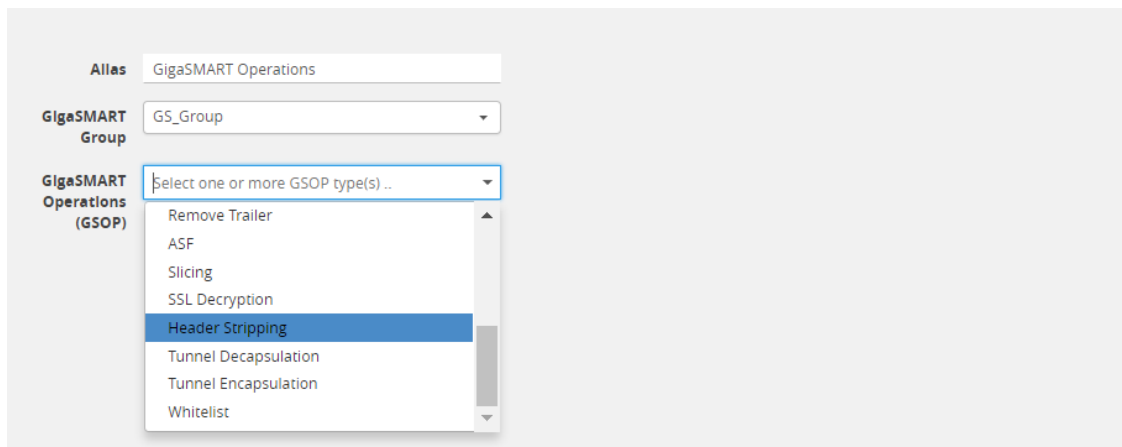 Alias
GigaSMART Operations
GigaSMART
Group
GS_Group
GigaSMART
Operations
(GSOP)
Select one or more GSOP type(s) ..
Remove Trailer
ASF
Slicing
SSL Decryption
Header Stripping
Tunnel Decapsulation
Tunnel Encapsulation
Whitelist